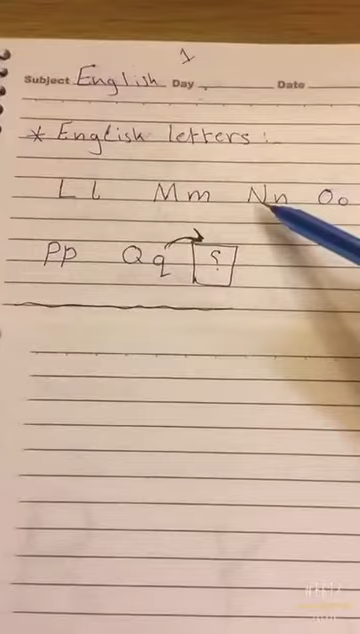 1
Subject English Day Date
* English letters:
L l M m N n O o
P p Q q ?